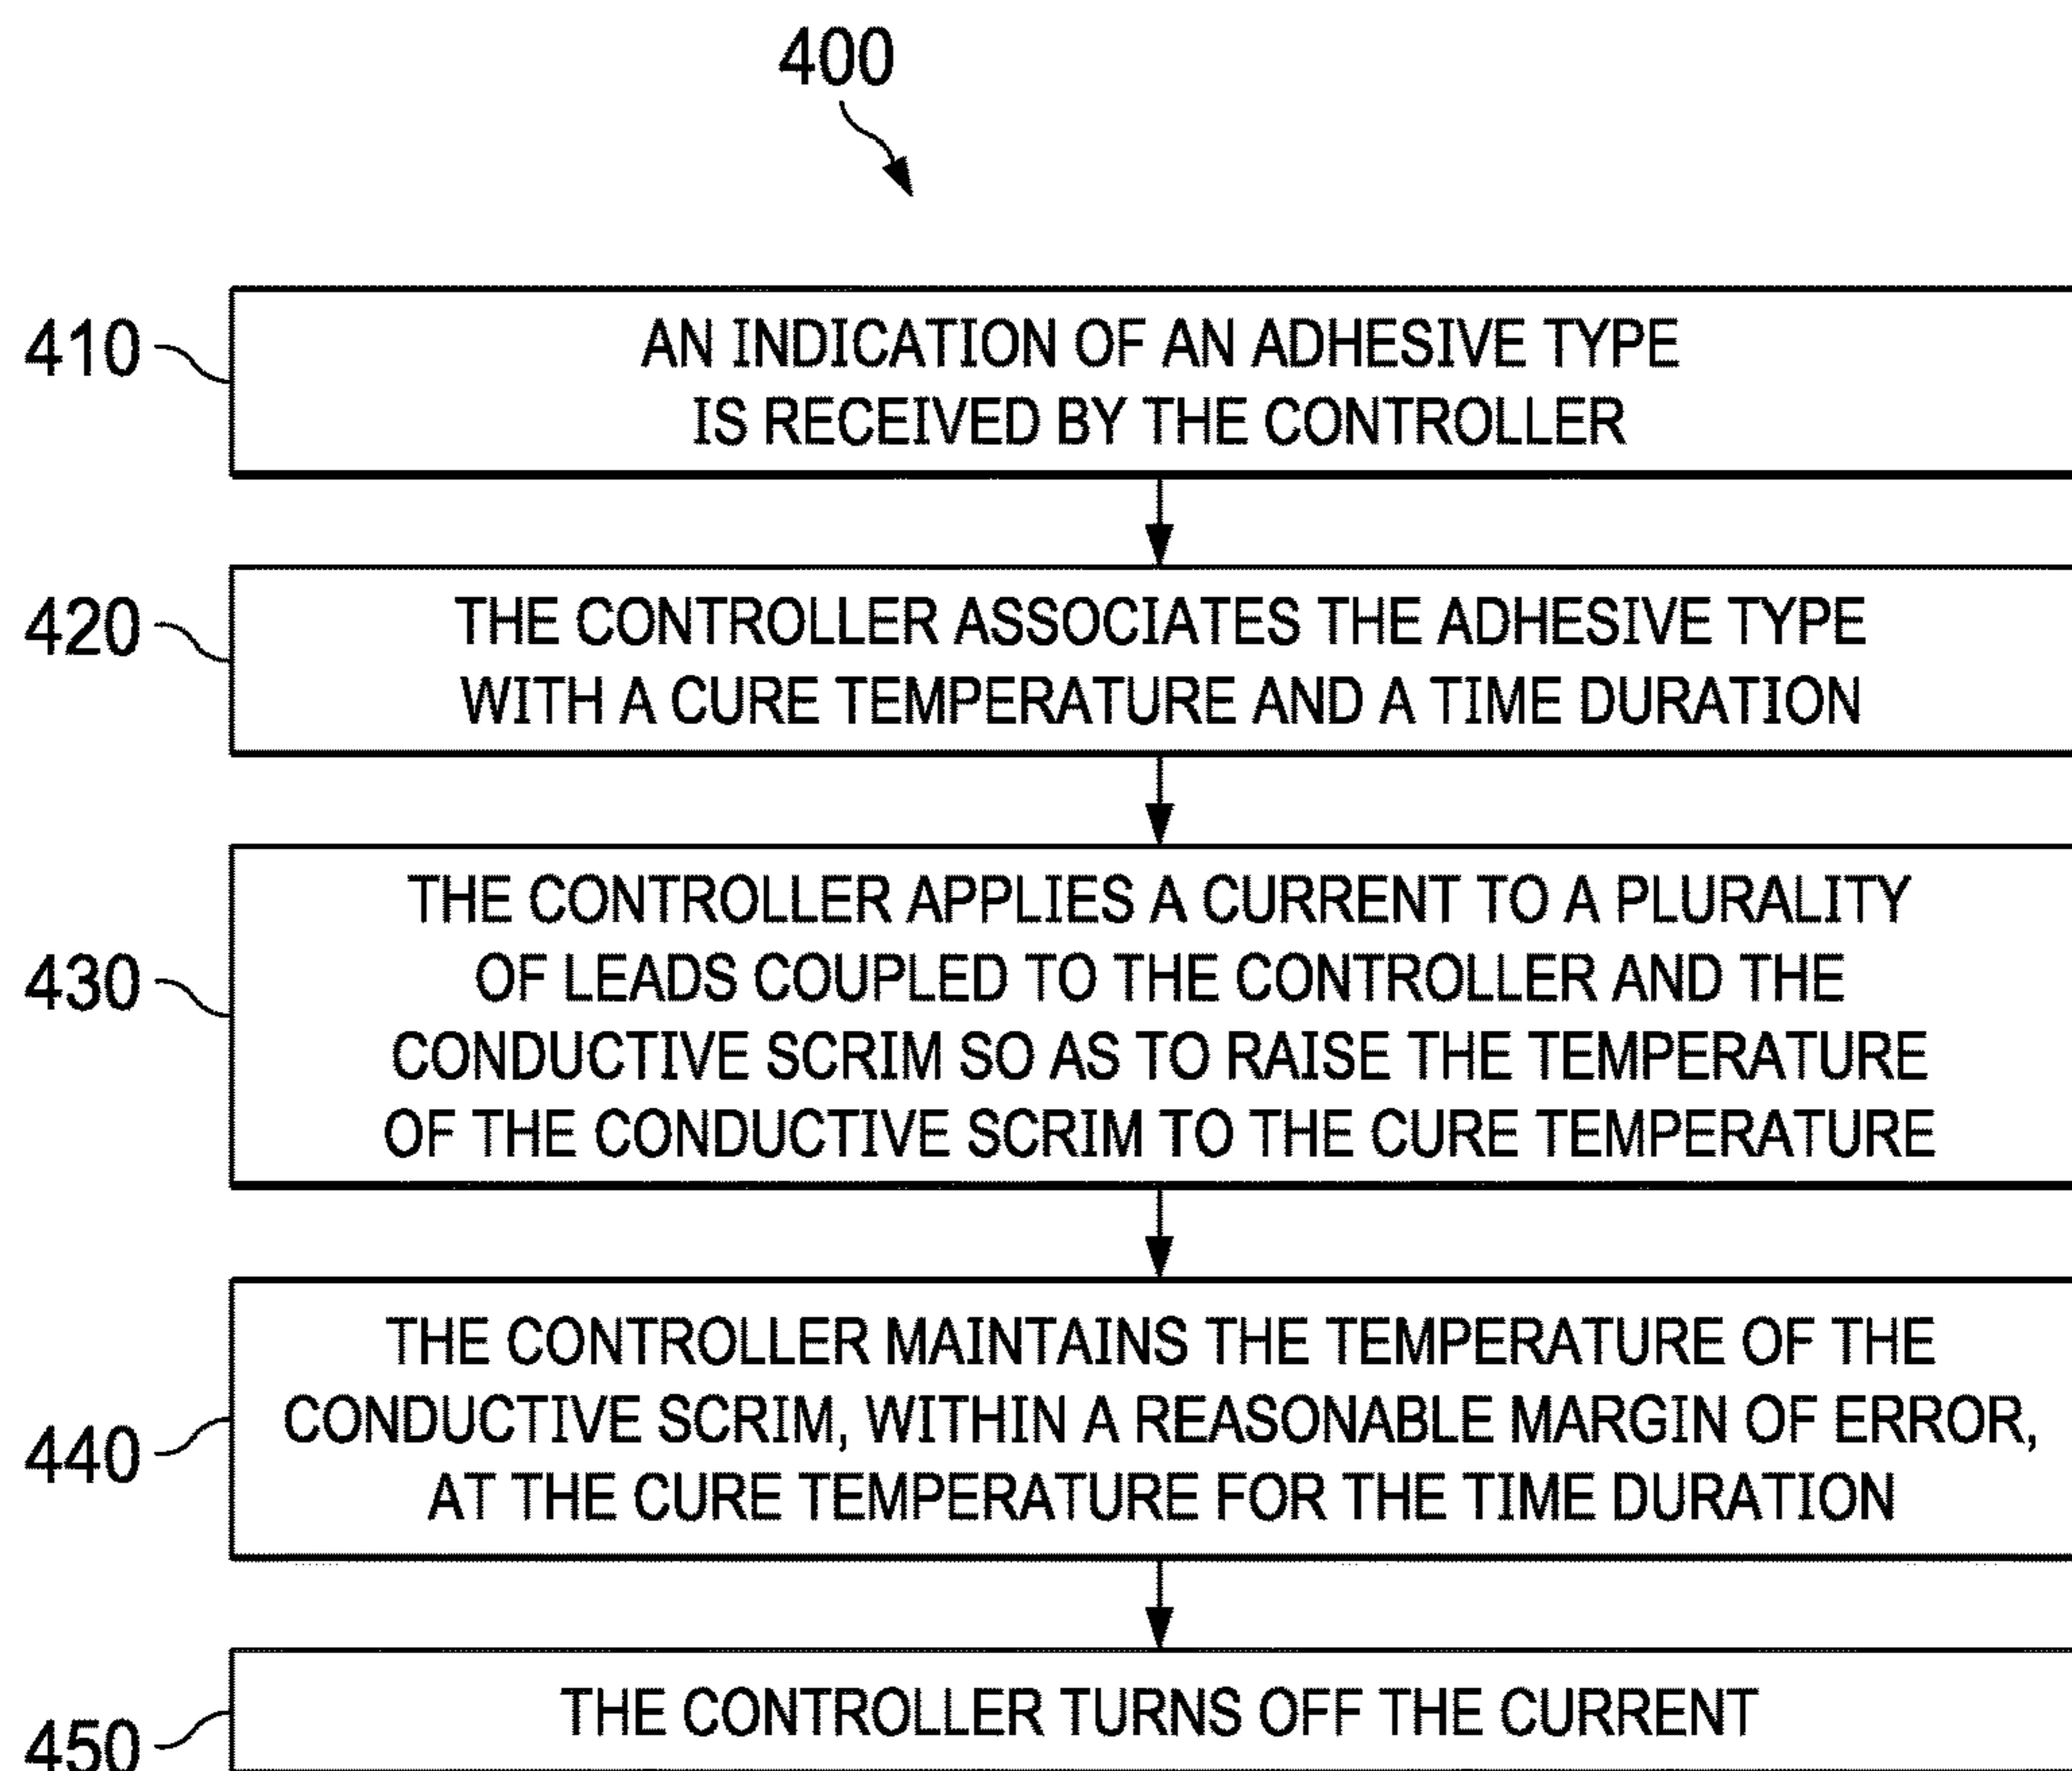 400
410
AN INDICATION OF AN ADHESIVE TYPE
IS RECEIVED BY THE CONTROLLER
420
THE CONTROLLER ASSOCIATES THE ADHESIVE TYPE
WITH A CURE TEMPERATURE AND A TIME DURATION
430
THE CONTROLLER APPLIES A CURRENT TO A PLURALITY
OF LEADS COUPLED TO THE CONTROLLER AND THE
CONDUCTIVE SCRIM SO AS TO RAISE THE TEMPERATURE
OF THE CONDUCTIVE SCRIM TO THE CURE TEMPERATURE
440
THE CONTROLLER MAINTAINS THE TEMPERATURE OF THE
CONDUCTIVE SCRIM, WITHIN A REASONABLE MARGIN OF ERROR,
AT THE CURE TEMPERATURE FOR THE TIME DURATION
450
THE CONTROLLER TURNS OFF THE CURRENT